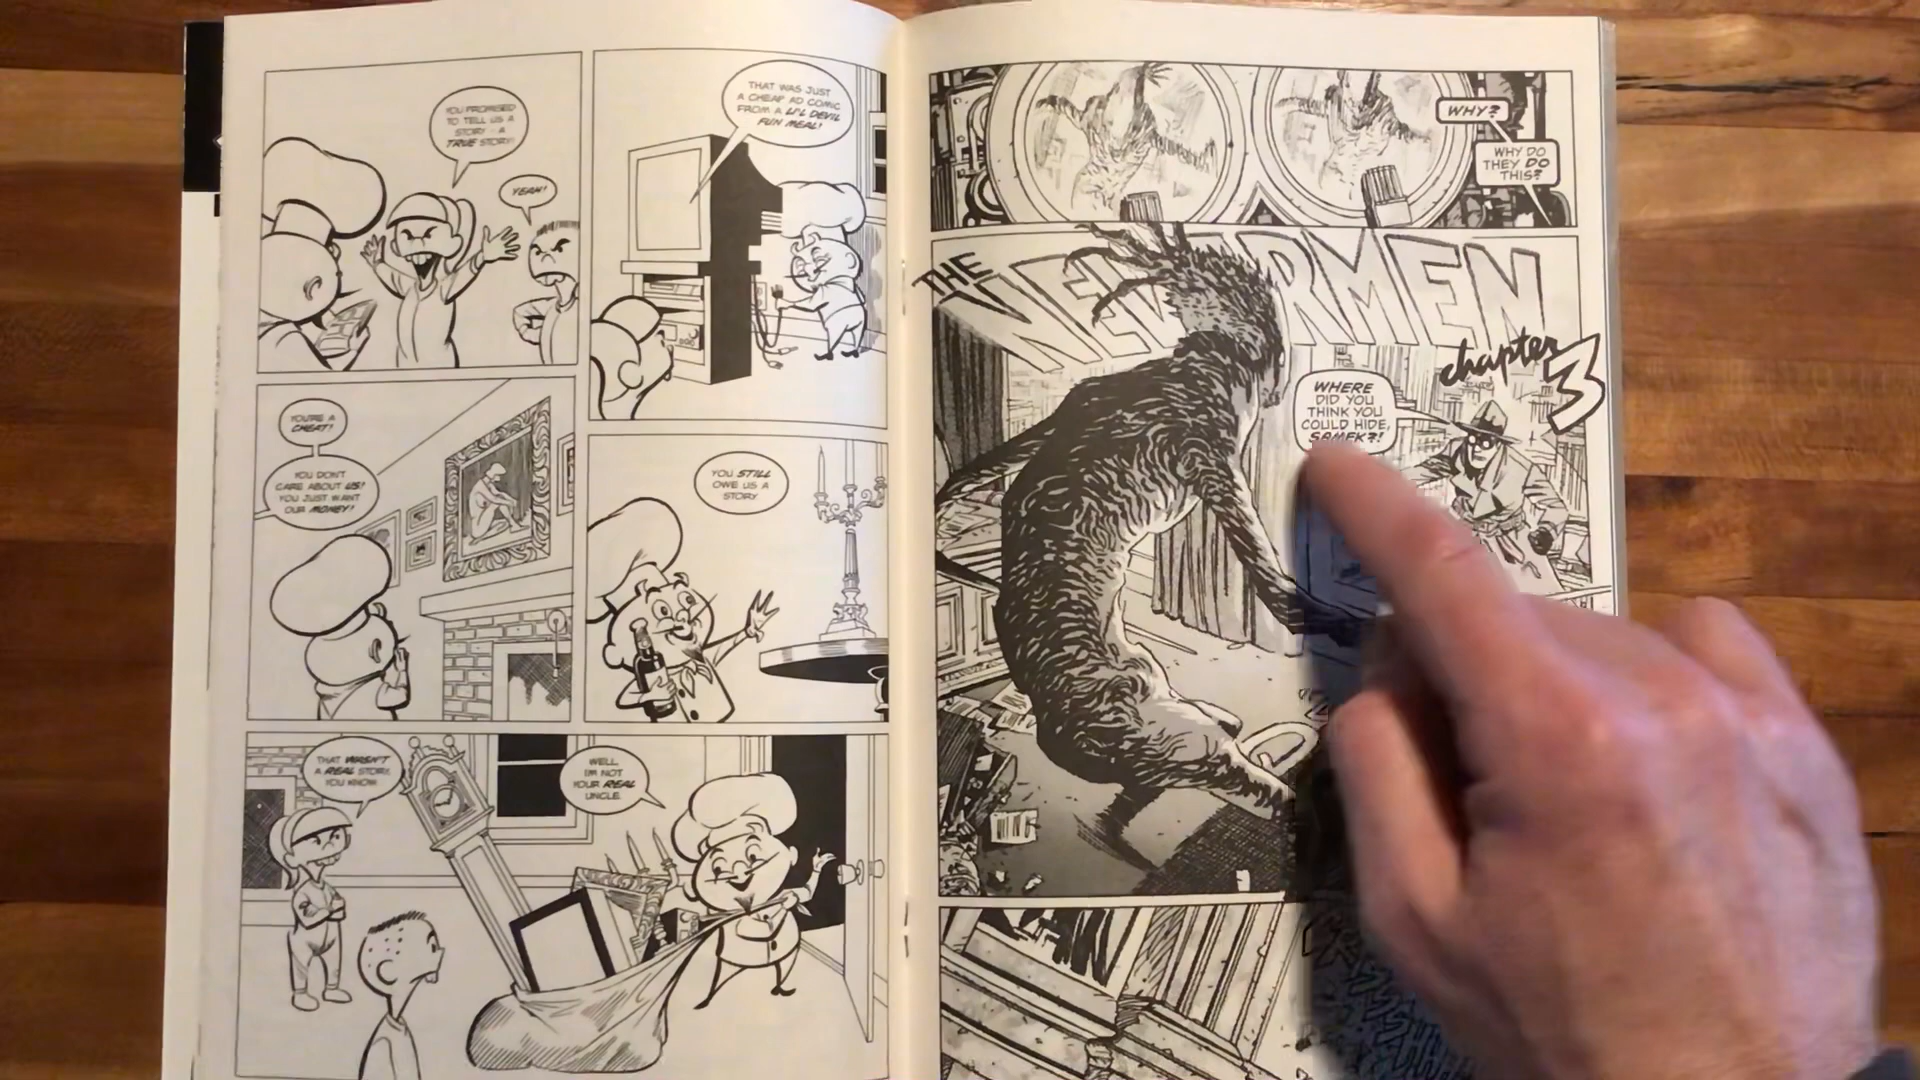 YOU PROMISED
TO TELL US A
STORY - A
TRUE STORY!
YEAH!
THAT WAS JUST
A CHEAP AD COMIC
FROM A LI'L DEVIL
FUN MEAL!
YOU'RE A
CHEAT!
YOU DON'T
CARE ABOUT US!
YOU JUST WANT
OUR MONEY!
YOU STILL
OWE US A
STORY
THAT WASN'T
A REAL STORY,
YOU KNOW.
WELL,
I'M NOT
YOUR REAL
UNCLE.
WHY?
WHY DO
THEY DO
THIS?
THE
chapter
3
WHERE
DID YOU
THINK YOU
COULD HIDE,
SAMEK?!